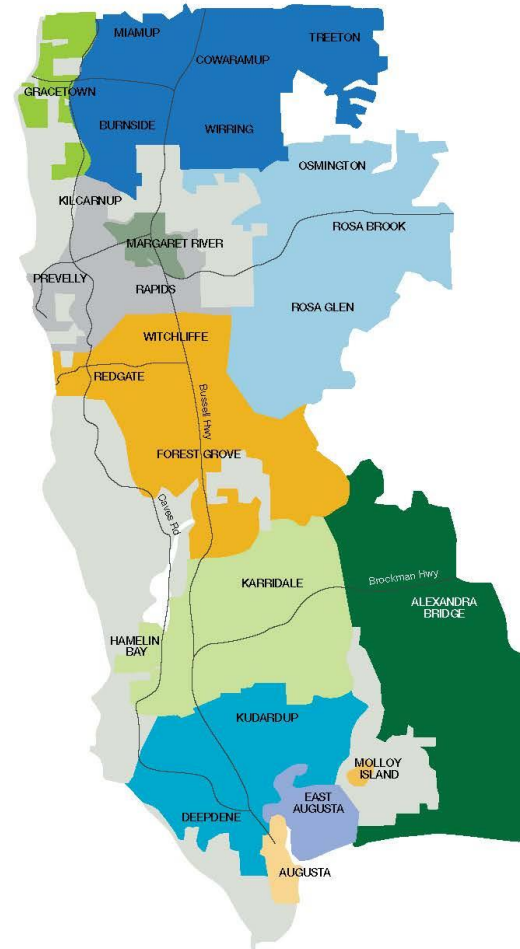 MIAMUP
TREETON
COWARAMUP
GRACETOWN
BURNSIDE
WIRRING
OSMINGTON
KILCARNUP
ROSA BROOK
MARGARET RIVER
PREVELLY
RAPIDS
ROSA GLEN
WITCHLIFFE
REDGATE
Bussell Hwy
FOREST GROVE
Caves Rd
KARRIDALE
Brockman Hwy
ALEXANDRA
BRIDGE
HAMELIN
BAY
KUDARDUP
MOLLOY
ISLAND
EAST
AUGUSTA
DEEPDENE
AUGUSTA